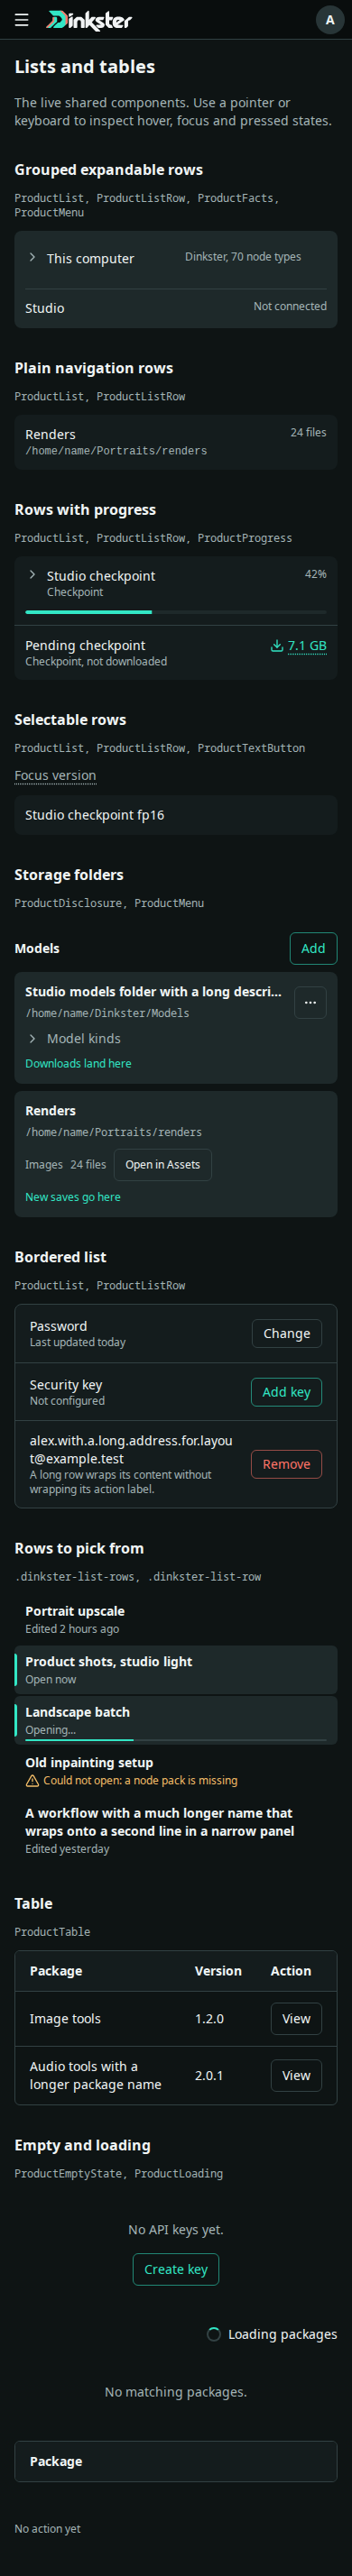 Dinkster
A
Lists and tables
The live shared components. Use a pointer or
keyboard to inspect hover, focus and pressed states.
Grouped expandable rows
ProductList, ProductListRow, ProductFacts,
ProductMenu
This computer
Dinkster, 70 node types
Studio
Not connected
Plain navigation rows
ProductList, ProductListRow
Renders
24 files
/home/name/Portraits/renders
Rows with progress
ProductList, ProductListRow, ProductProgress
Studio checkpoint
42%
Checkpoint
Pending checkpoint
7.1 GB
Checkpoint, not downloaded
Selectable rows
ProductList, ProductListRow, ProductTextButton
Focus version
Studio checkpoint fp16
Storage folders
ProductDisclosure, ProductMenu
Models
Add
Studio models folder with a long descri...
/home/name/Dinkster/Models
Model kinds
Downloads land here
Renders
/home/name/Portraits/renders
Images 24 files Open in Assets
New saves go here
Bordered list
ProductList, ProductListRow
Password
Last updated today
Change
Security key
Not configured
Add key
alex.with.a.long.address.for.layou
t@example.test
A long row wraps its content without
wrapping its action label.
Remove
Rows to pick from
.dinkster-list-rows, .dinkster-list-row
Portrait upscale
Edited 2 hours ago
Product shots, studio light
Open now
Landscape batch
Opening...
Old inpainting setup
Could not open: a node pack is missing
A workflow with a much longer name that
wraps onto a second line in a narrow panel
Edited yesterday
Table
ProductTable
Package Version Action
Image tools 1.2.0 View
Audio tools with a
longer package name
2.0.1 View
Empty and loading
ProductEmptyState, ProductLoading
No API keys yet.
Create key
Loading packages
No matching packages.
Package
No action yet